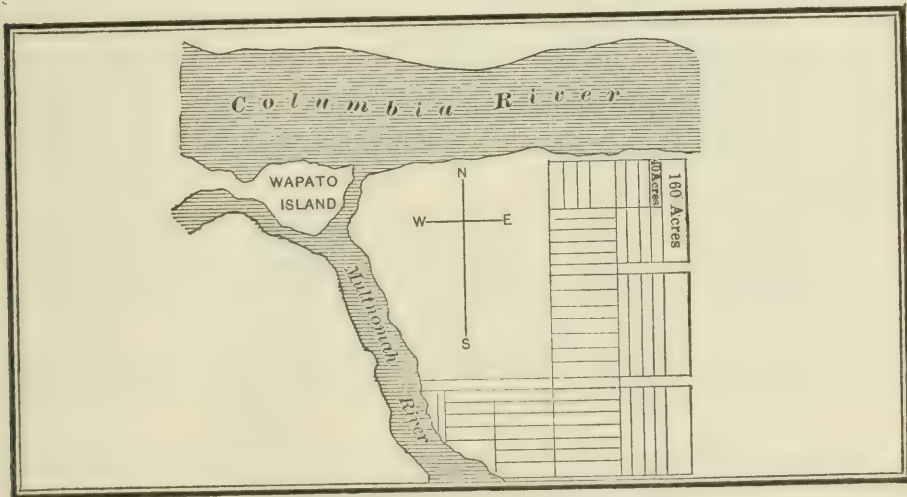 Columbia River
WAPATO
ISLAND
N
W E
S
40 Acres
160 Acres
Multnomah
River